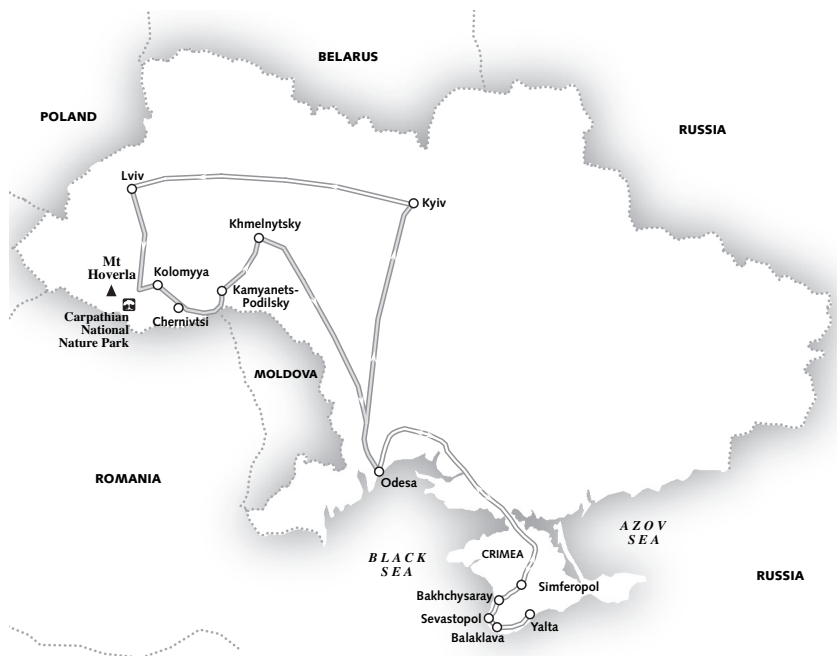 BELARUS
POLAND
RUSSIA
Lviv
Kyiv
Khmelnytsky
Mt
Hoverla
Kolomyya
Kamyanets-
Podilsky
Carpathian
National
Nature Park
Chernivtsi
MOLDOVA
ROMANIA
Odesa
AZOV
SEA
BLACK
SEA
CRIMEA
RUSSIA
Simferopol
Bakhchysaray
Sevastopol
Yalta
Balaklava